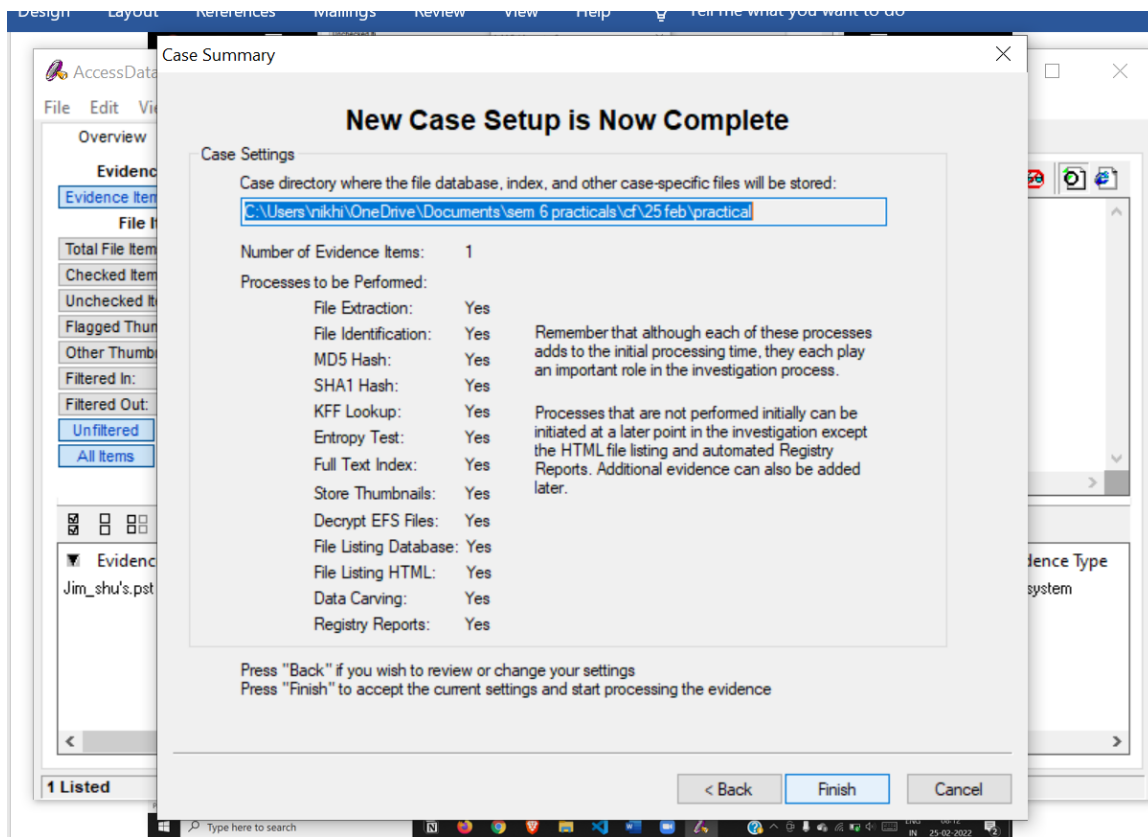 Design Layout References Mailings Review View Help Tell me what you want to do
Case Summary
AccessData
File Edit
Overview
New Case Setup is Now Complete
Case Settings
Case directory where the file database, index, and other case-specific files will be stored:
C:\Users\nikhi\OneDrive\Documents\sem 6 practicals\cf\25 feb\practical
Number of Evidence Items: 1
Processes to be Performed:
File Extraction: Yes
File Identification: Yes
MD5 Hash: Yes
SHA1 Hash: Yes
KFF Lookup: Yes
Entropy Test: Yes
Full Text Index: Yes
Store Thumbnails: Yes
Decrypt EFS Files: Yes
File Listing Database: Yes
File Listing HTML: Yes
Data Carving: Yes
Registry Reports: Yes
Remember that although each of these processes
adds to the initial processing time, they each play
an important role in the investigation process.
Processes that are not performed initially can be
initiated at a later point in the investigation except
the HTML file listing and automated Registry
Reports. Additional evidence can also be added
later.
Press "Back" if you wish to review or change your settings
Press "Finish" to accept the current settings and start processing the evidence
< Back Finish Cancel
Evidenc
Evidence Item
File It
Total File Item
Checked Item
Unchecked It
Flagged Thum
Other Thumb
Filtered In:
Filtered Out:
Unfiltered
All Items
Evidenc
Jim_shu's.pst
dence Type
system
1 Listed
Type here to search
IN 25-02-2022